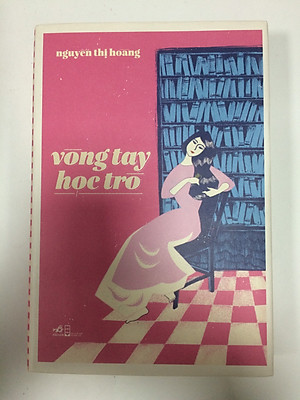 nguyễn thị hoàng
vòng tay
học trò